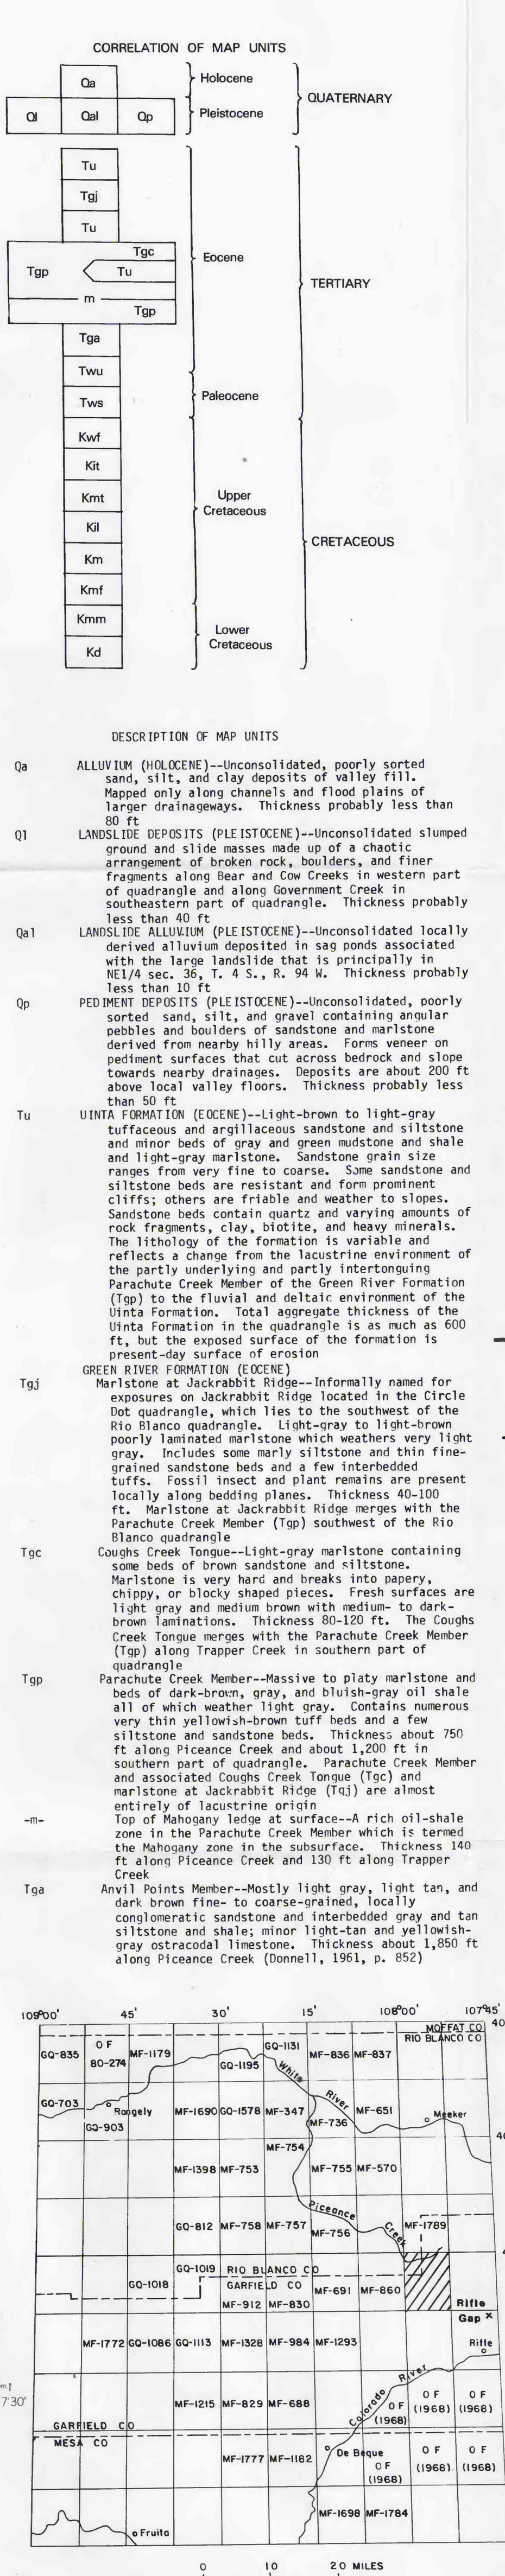 CORRELATION OF MAP UNITS
Qa
Holocene
QUATERNARY
Ql Qal Qp
Pleistocene
Tu
Tgj
Tu
Tgc
Tgp Tu
Eocene
m
Tgp
TERTIARY
Tga
Twu
Tws
Paleocene
Kwf
Kit
Kmt
Upper
Cretaceous
Kil
CRETACEOUS
Km
Kmf
Kmm
Lower
Cretaceous
Kd
DESCRIPTION OF MAP UNITS
Qa ALLUVIUM (HOLOCENE)--Unconsolidated, poorly sorted
sand, silt, and clay deposits of valley fill.
Mapped only along channels and flood plains of
larger drainageways. Thickness probably less than
80 ft
Ql LANDSLIDE DEPOSITS (PLEISTOCENE)--Unconsolidated slumped
ground and slide masses made up of a chaotic
arrangement of broken rock, boulders, and finer
fragments along Bear and Cow Creeks in western part
of quadrangle and along Government Creek in
southeastern part of quadrangle. Thickness probably
less than 40 ft
Qal LANDSLIDE ALLUVIUM (PLEISTOCENE)--Unconsolidated locally
derived alluvium deposited in sag ponds associated
with the large landslide that is principally in
NE1/4 sec. 36, T. 4 S., R. 94 W. Thickness probably
less than 10 ft
Qp PEDIMENT DEPOSITS (PLEISTOCENE)--Unconsolidated, poorly
sorted sand, silt, and gravel containing angular
pebbles and boulders of sandstone and marlstone
derived from nearby hilly areas. Forms veneer on
pediment surfaces that cut across bedrock and slope
towards nearby drainages. Deposits are about 200 ft
above local valley floors. Thickness probably less
than 50 ft
Tu UINTA FORMATION (EOCENE)--Light-brown to light-gray
tuffaceous and argillaceous sandstone and siltstone
and minor beds of gray and green mudstone and shale
and light-gray marlstone. Sandstone grain size
ranges from very fine to coarse. Some sandstone and
siltstone beds are resistant and form prominent
cliffs; others are friable and weather to slopes.
Sandstone beds contain quartz and varying amounts of
rock fragments, clay, biotite, and heavy minerals.
The lithology of the formation is variable and
reflects a change from the lacustrine environment of
the partly underlying and partly intertonguing
Parachute Creek Member of the Green River Formation
(Tgp) to the fluvial and deltaic environment of the
Uinta Formation. Total aggregate thickness of the
Uinta Formation in the quadrangle is as much as 600
ft, but the exposed surface of the formation is
present-day surface of erosion
GREEN RIVER FORMATION (EOCENE)
Tgj Marlstone at Jackrabbit Ridge--Informally named for
exposures on Jackrabbit Ridge located in the Circle
Dot quadrangle, which lies to the southwest of the
Rio Blanco quadrangle. Light-gray to light-brown
poorly laminated marlstone which weathers very light
gray. Includes some marly siltstone and thin fine-
grained sandstone beds and a few interbedded
tuffs. Fossil insect and plant remains are present
locally along bedding planes. Thickness 40-100
ft. Marlstone at Jackrabbit Ridge merges with the
Parachute Creek Member (Tgp) southwest of the Rio
Blanco quadrangle
Tgc Coughs Creek Tongue--Light-gray marlstone containing
some beds of brown sandstone and siltstone.
Marlstone is very hard and breaks into papery,
chippy, or blocky shaped pieces. Fresh surfaces are
light gray and medium brown with medium- to dark-
brown laminations. Thickness 80-120 ft. The Coughs
Creek Tongue merges with the Parachute Creek Member
(Tgp) along Trapper Creek in southern part of
quadrangle
Tgp Parachute Creek Member--Massive to platy marlstone and
beds of dark-brown, gray, and bluish-gray oil shale
all of which weather light gray. Contains numerous
very thin yellowish-brown tuff beds and a few
siltstone and sandstone beds. Thickness about 750
ft along Piceance Creek and about 1,200 ft in
southern part of quadrangle. Parachute Creek Member
and associated Coughs Creek Tongue (Tgc) and
marlstone at Jackrabbit Ridge (Tgj) are almost
entirely of lacustrine origin
-m- Top of Mahogany ledge at surface--A rich oil-shale
zone in the Parachute Creek Member which is termed
the Mahogany zone in the subsurface. Thickness 140
ft along Piceance Creek and 130 ft along Trapper
Creek
Tga Anvil Points Member--Mostly light gray, light tan, and
dark brown fine- to coarse-grained, locally
conglomeratic sandstone and interbedded gray and tan
siltstone and shale; minor light-tan and yellowish-
gray ostracodal limestone. Thickness about 1,850 ft
along Piceance Creek (Donnell, 1961, p. 852)
109°00' 45' 30' 15' 108°00' 107°45'
40
MOFFAT CO
RIO BLANCO CO
GQ-835 OF 80-274 MF-1179 GQ-1195 GQ-1131 MF-836 MF-837
White River
GQ-703 Rangely MF-1690 GQ-1578 MF-347 MF-736 MF-651 Meeker
GQ-903
40
MF-1398 MF-753 MF-754 MF-755 MF-570
Piceance Creek
GQ-812 MF-758 MF-757 MF-756 MF-1789
GQ-1019 RIO BLANCO CO
GQ-1018 GARFIELD CO MF-691 MF-860
MF-912 MF-830
Rifle
Gap x
MF-1772 GQ-1086 GQ-1113 MF-1328 MF-984 MF-1293 Rifle
Colorado River
7'30"
MF-1215 MF-829 MF-688 OF (1968) OF (1968) OF (1968)
GARFIELD CO
MESA CO
MF-1777 MF-1182 De Beque OF (1968) OF (1968) OF (1968)
MF-1698 MF-1784
Fruita
0 10 20 MILES